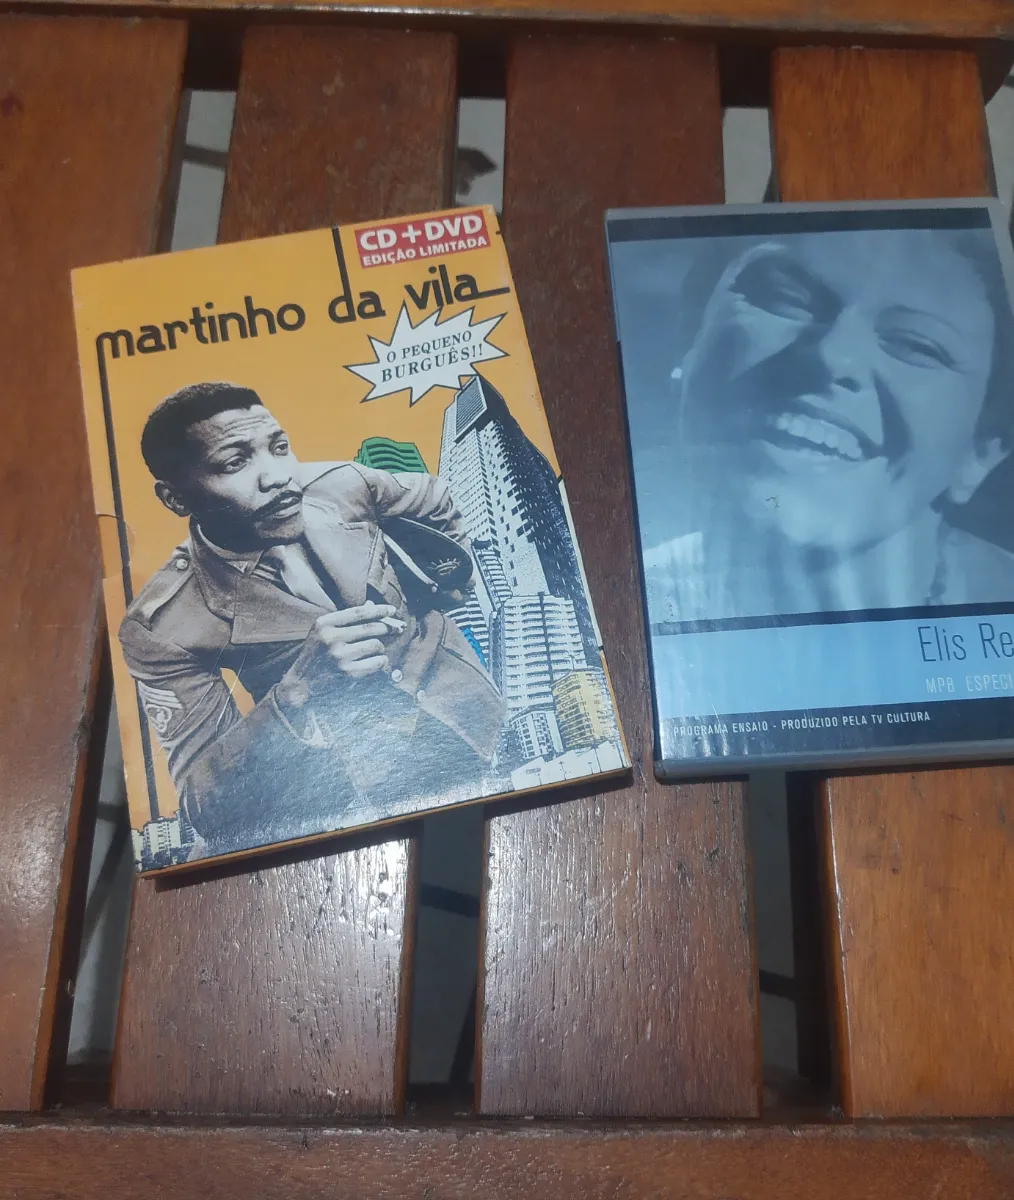 CD+DVD
EDIÇÃO LIMITADA
martinho da vila
O PEQUENO
BURGUÊS!!
Elis Re
MPB ESPECI
PROGRAMA ENSAIO - PRODUZIDO PELA TV CULTURA